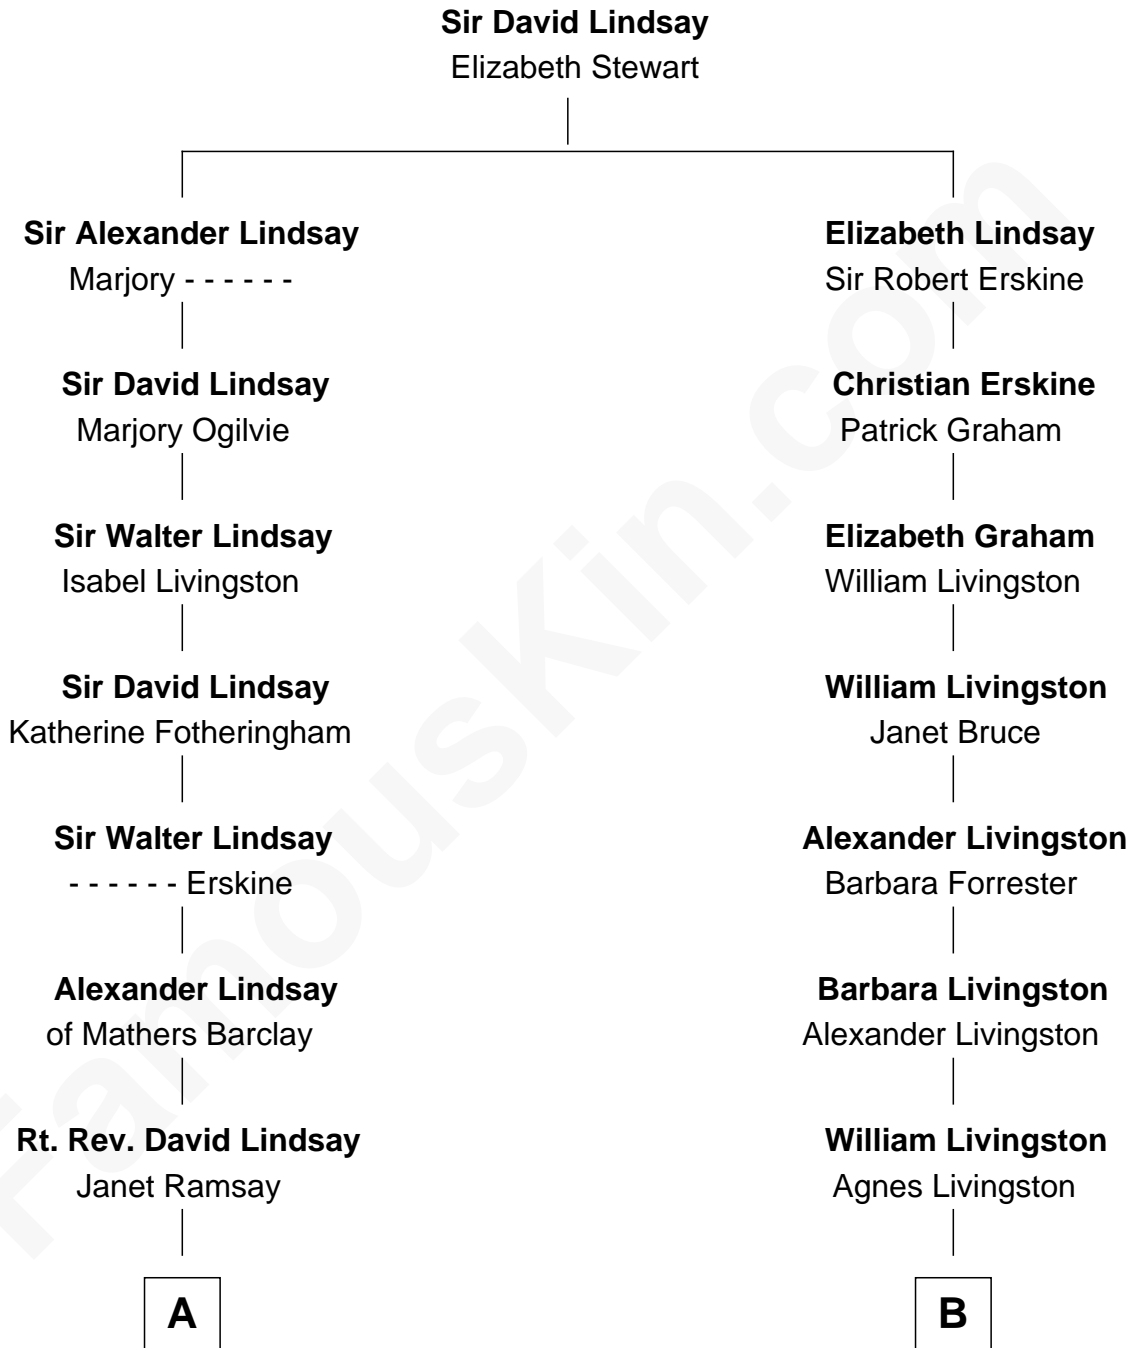 Sir David Lindsay
Elizabeth Stewart
Sir Alexander Lindsay
Marjory - - - - - -
Sir David Lindsay
Marjory Ogilvie
Sir Walter Lindsay
Isabel Livingston
Sir David Lindsay
Katherine Fotheringham
Sir Walter Lindsay
- - - - - - Erskine
Alexander Lindsay
of Mathers Barclay
Rt. Rev. David Lindsay
Janet Ramsay
A
Elizabeth Lindsay
Sir Robert Erskine
Christian Erskine
Patrick Graham
Elizabeth Graham
William Livingston
William Livingston
Janet Bruce
Alexander Livingston
Barbara Forrester
Barbara Livingston
Alexander Livingston
William Livingston
Agnes Livingston
B
FamousKin.com